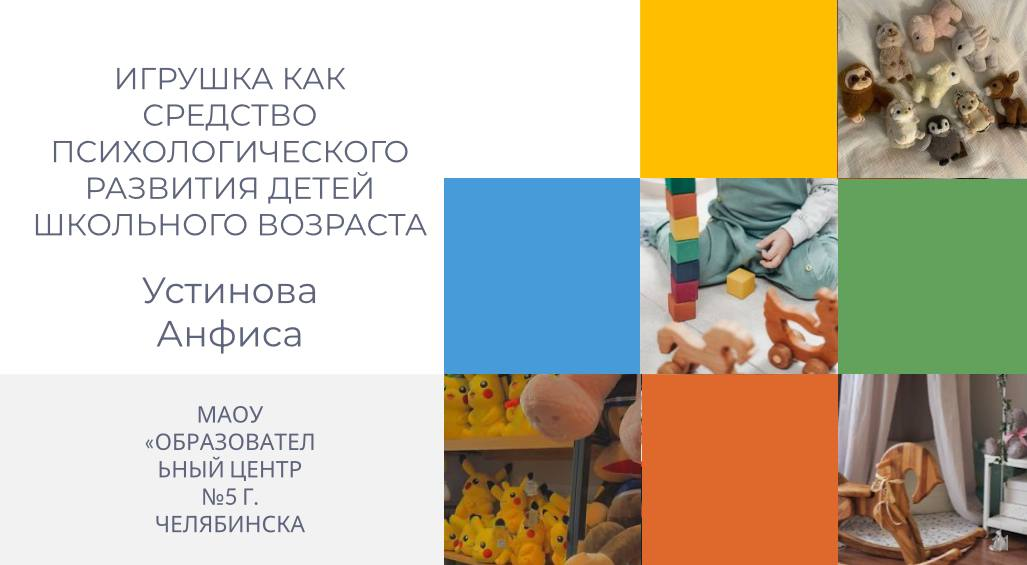 ИГРУШКА КАК
СРЕДСТВО
ПСИХОЛОГИЧЕСКОГО
РАЗВИТИЯ ДЕТЕЙ
ШКОЛЬНОГО ВОЗРАСТА
Устинова
Анфиса
МАОУ
«ОБРАЗОВАТЕЛ
ЬНЫЙ ЦЕНТР
№5 Г.
ЧЕЛЯБИНСКА